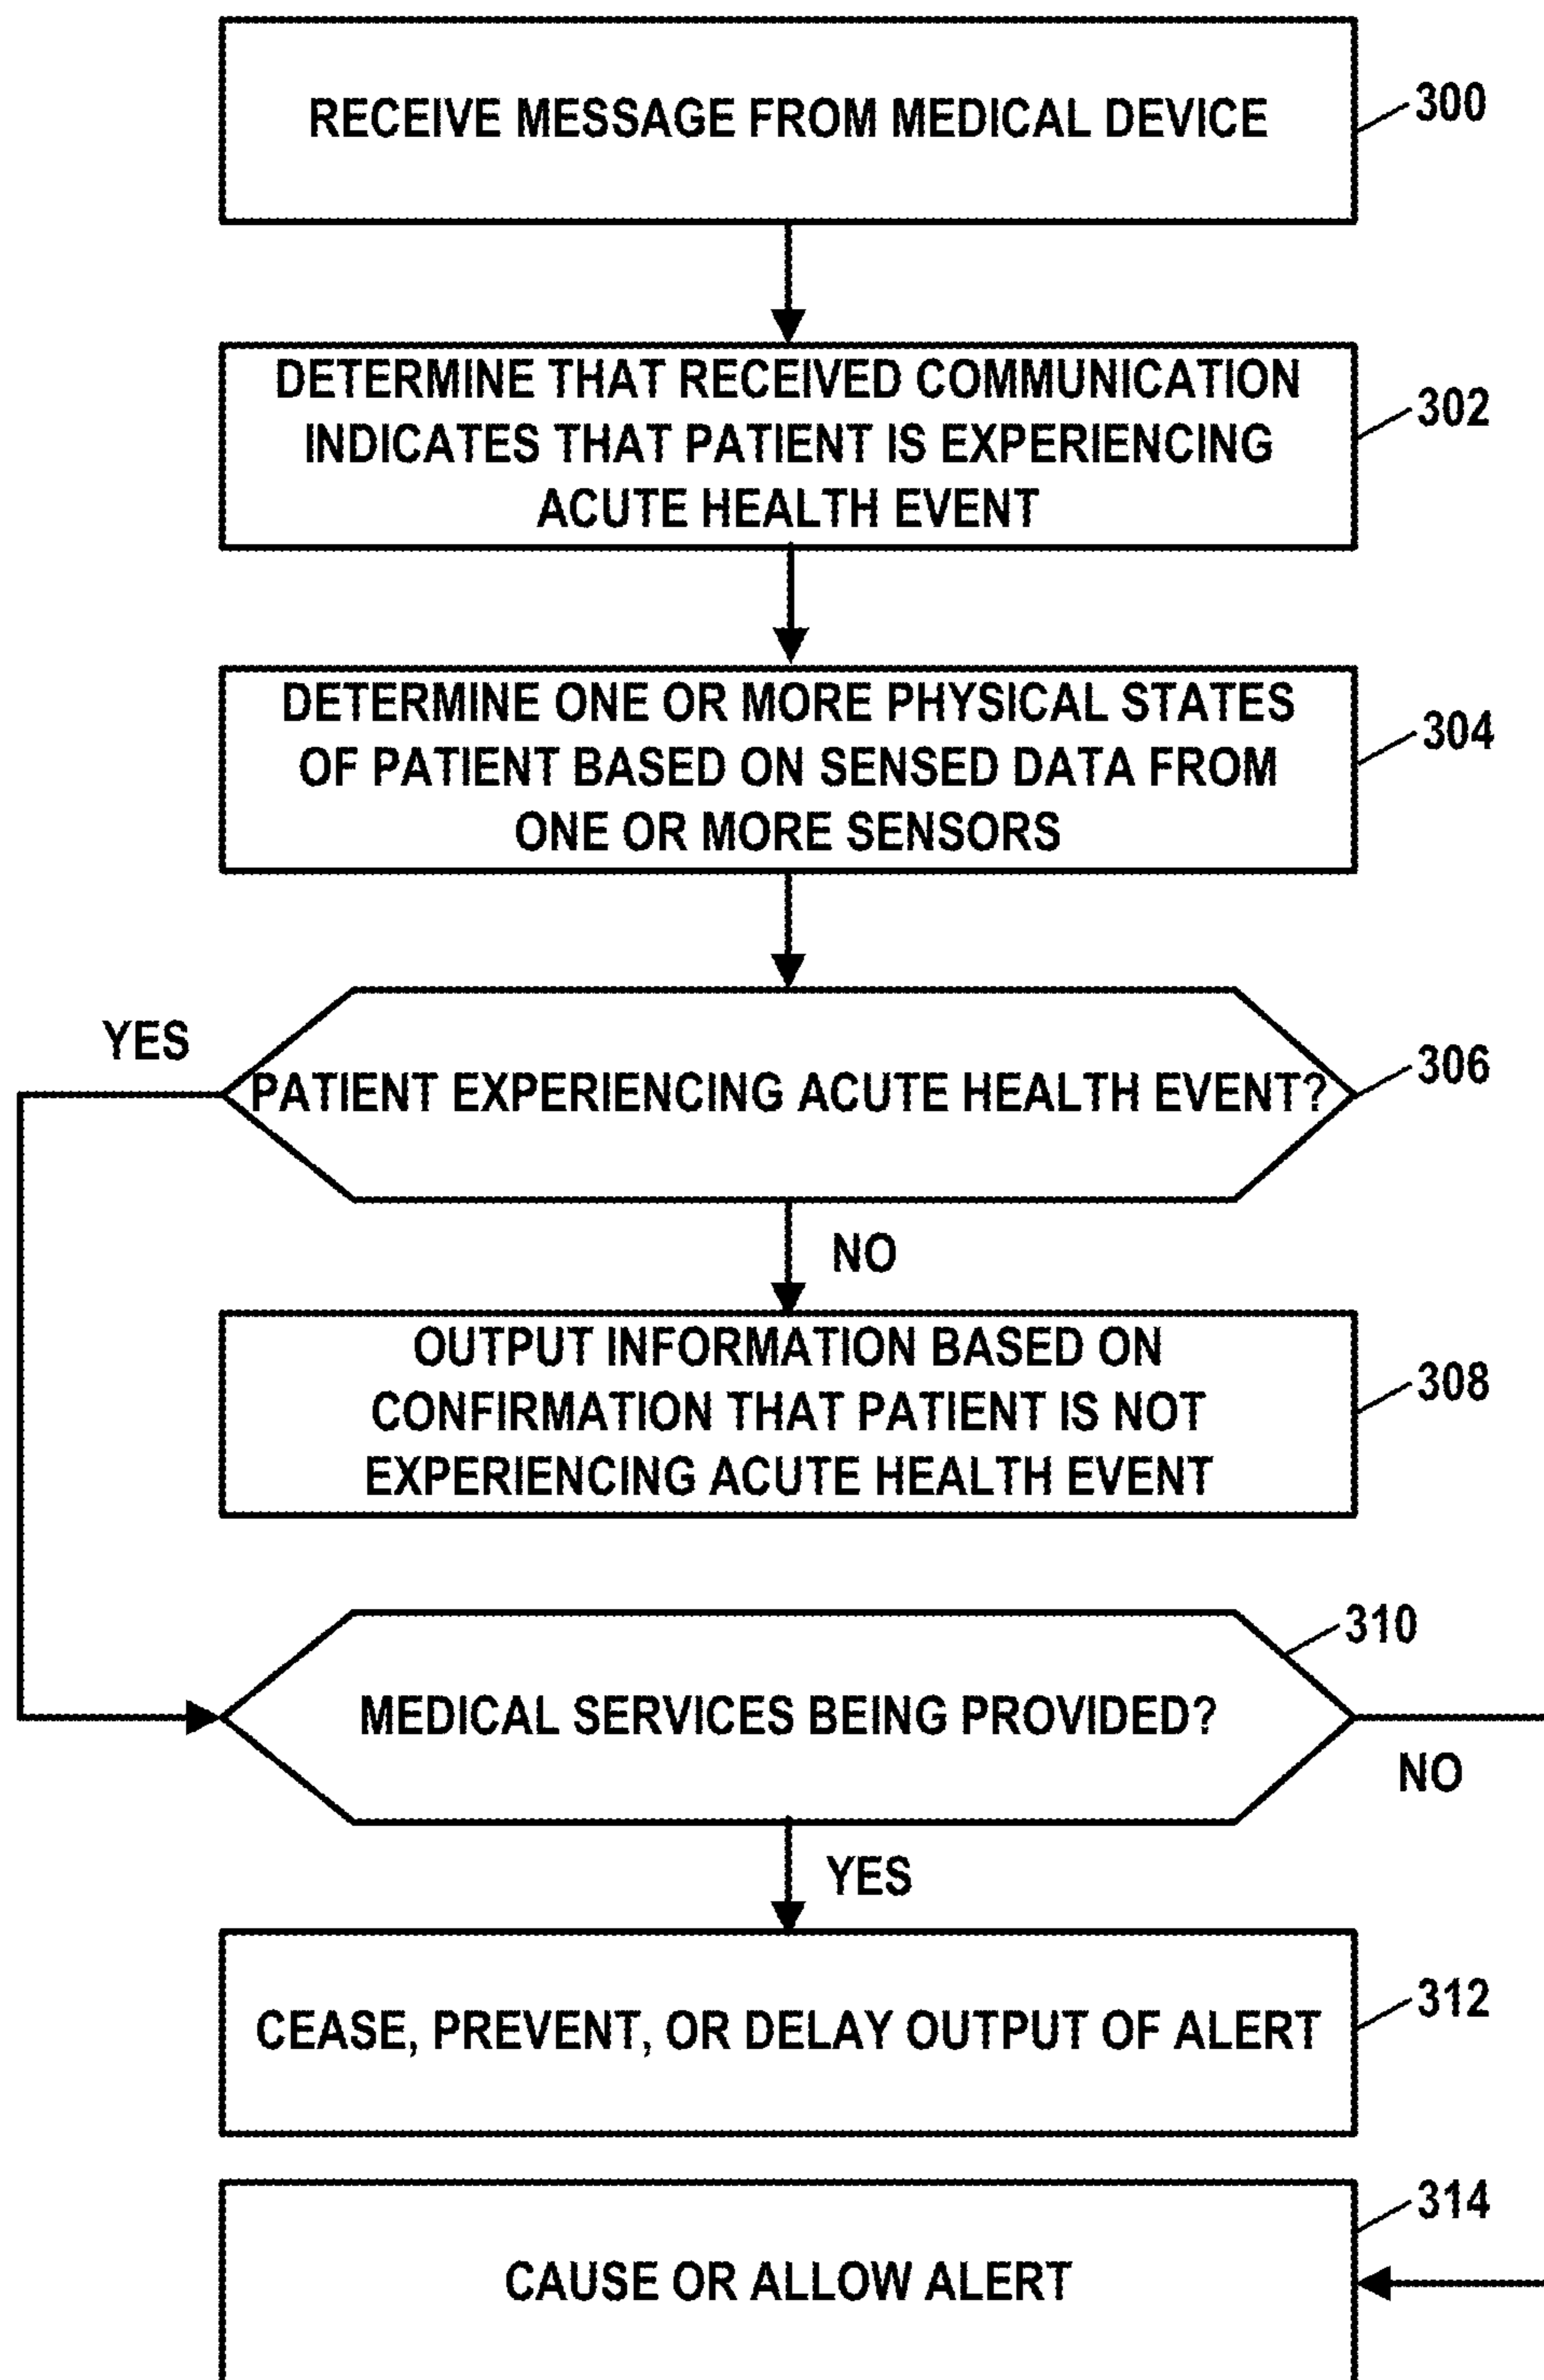 RECEIVE MESSAGE FROM MEDICAL DEVICE
300
DETERMINE THAT RECEIVED COMMUNICATION
INDICATES THAT PATIENT IS EXPERIENCING
ACUTE HEALTH EVENT
302
DETERMINE ONE OR MORE PHYSICAL STATES
OF PATIENT BASED ON SENSED DATA FROM
ONE OR MORE SENSORS
304
YES
PATIENT EXPERIENCING ACUTE HEALTH EVENT?
306
NO
OUTPUT INFORMATION BASED ON
CONFIRMATION THAT PATIENT IS NOT
EXPERIENCING ACUTE HEALTH EVENT
308
310
MEDICAL SERVICES BEING PROVIDED?
NO
YES
CEASE, PREVENT, OR DELAY OUTPUT OF ALERT
312
314
CAUSE OR ALLOW ALERT